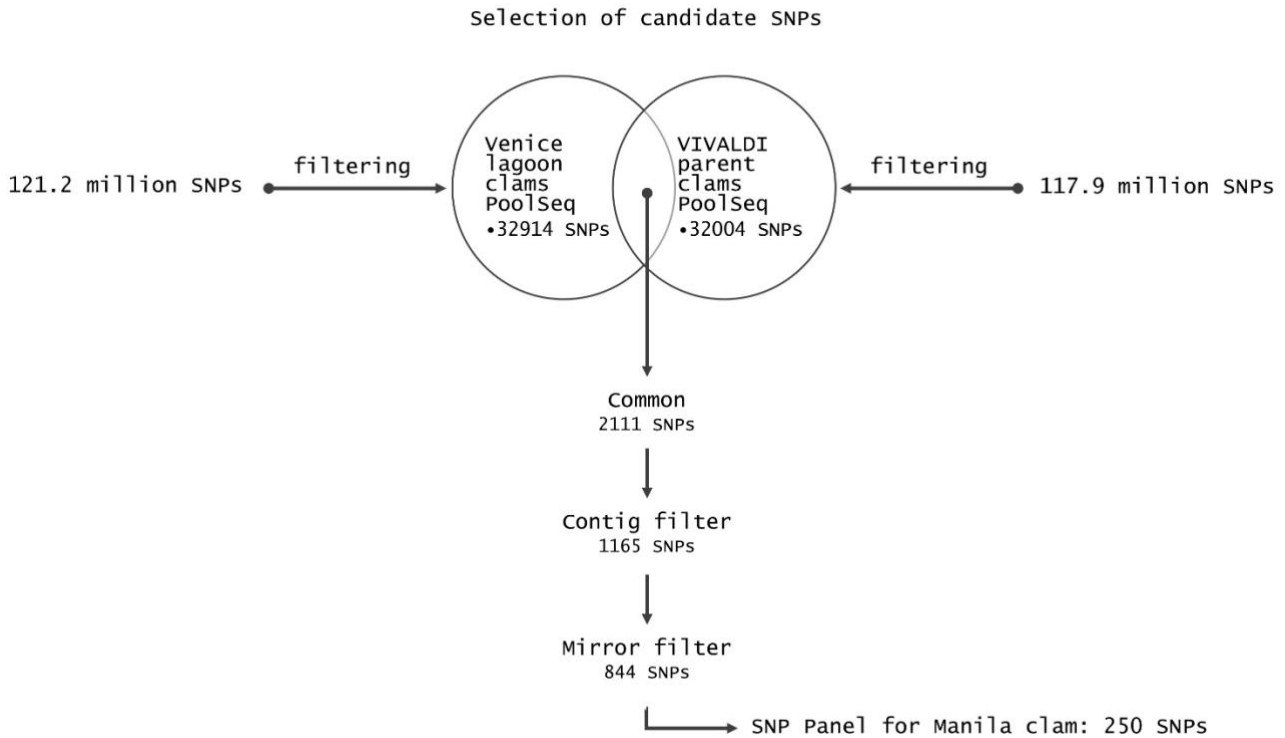 Selection of candidate SNPs
121.2 million SNPs
filtering
Venice
lagoon
clams
PoolSeq
•32914 SNPs
VIVALDI
parent
clams
PoolSeq
•32004 SNPs
filtering
117.9 million SNPs
Common
2111 SNPs
Contig filter
1165 SNPs
Mirror filter
844 SNPs
SNP Panel for Manila clam: 250 SNPs